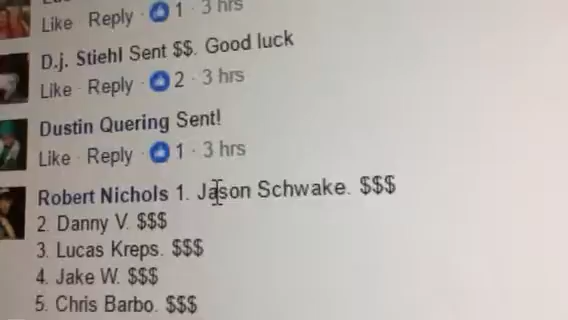 Like · Reply · 1 · 3 hrs
D.j. Stiehl Sent $$. Good luck
Like · Reply · 2 · 3 hrs
Dustin Quering Sent!
Like · Reply · 1 · 3 hrs
Robert Nichols 1. Jason Schwake. $$$
2. Danny V. $$$
3. Lucas Kreps. $$$
4. Jake W. $$$
5. Chris Barbo. $$$